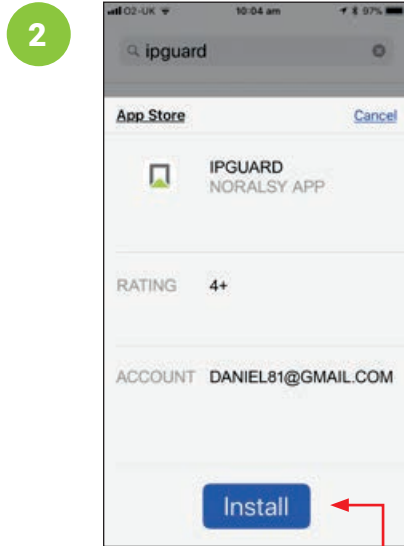 2
O2-UK 10:04 am 97%
ipguard
App Store Cancel
IPGUARD
NORALSY APP
RATING 4+
ACCOUNT DANIEL81@GMAIL.COM
Install